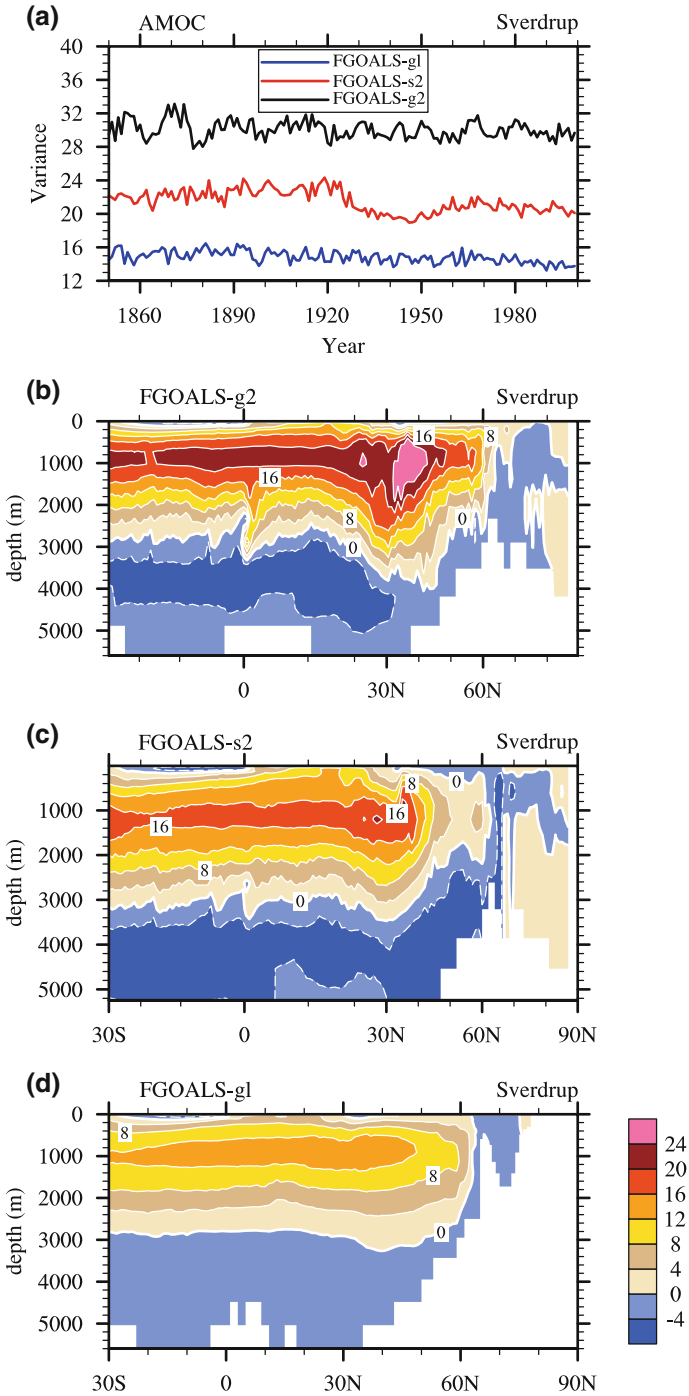 (a)
AMOC Sverdrup
40
36
32
28
24
20
16
12
Variance
FGOALS-gl
FGOALS-s2
FGOALS-g2
1860 1890 1920 1950 1980
Year
(b)
FGOALS-g2 Sverdrup
0
1000
2000
3000
4000
5000
depth (m)
16
8
16
8
0
0
0 30N 60N
(c)
FGOALS-s2 Sverdrup
1000
2000
3000
4000
5000
depth (m)
0
8
16
16
8
0
30S 0 30N 60N 90N
(d)
FGOALS-gl Sverdrup
0
1000
2000
3000
4000
5000
depth (m)
8
8
0
30S 0 30N 60N 90N
24
20
16
12
8
4
0
-4